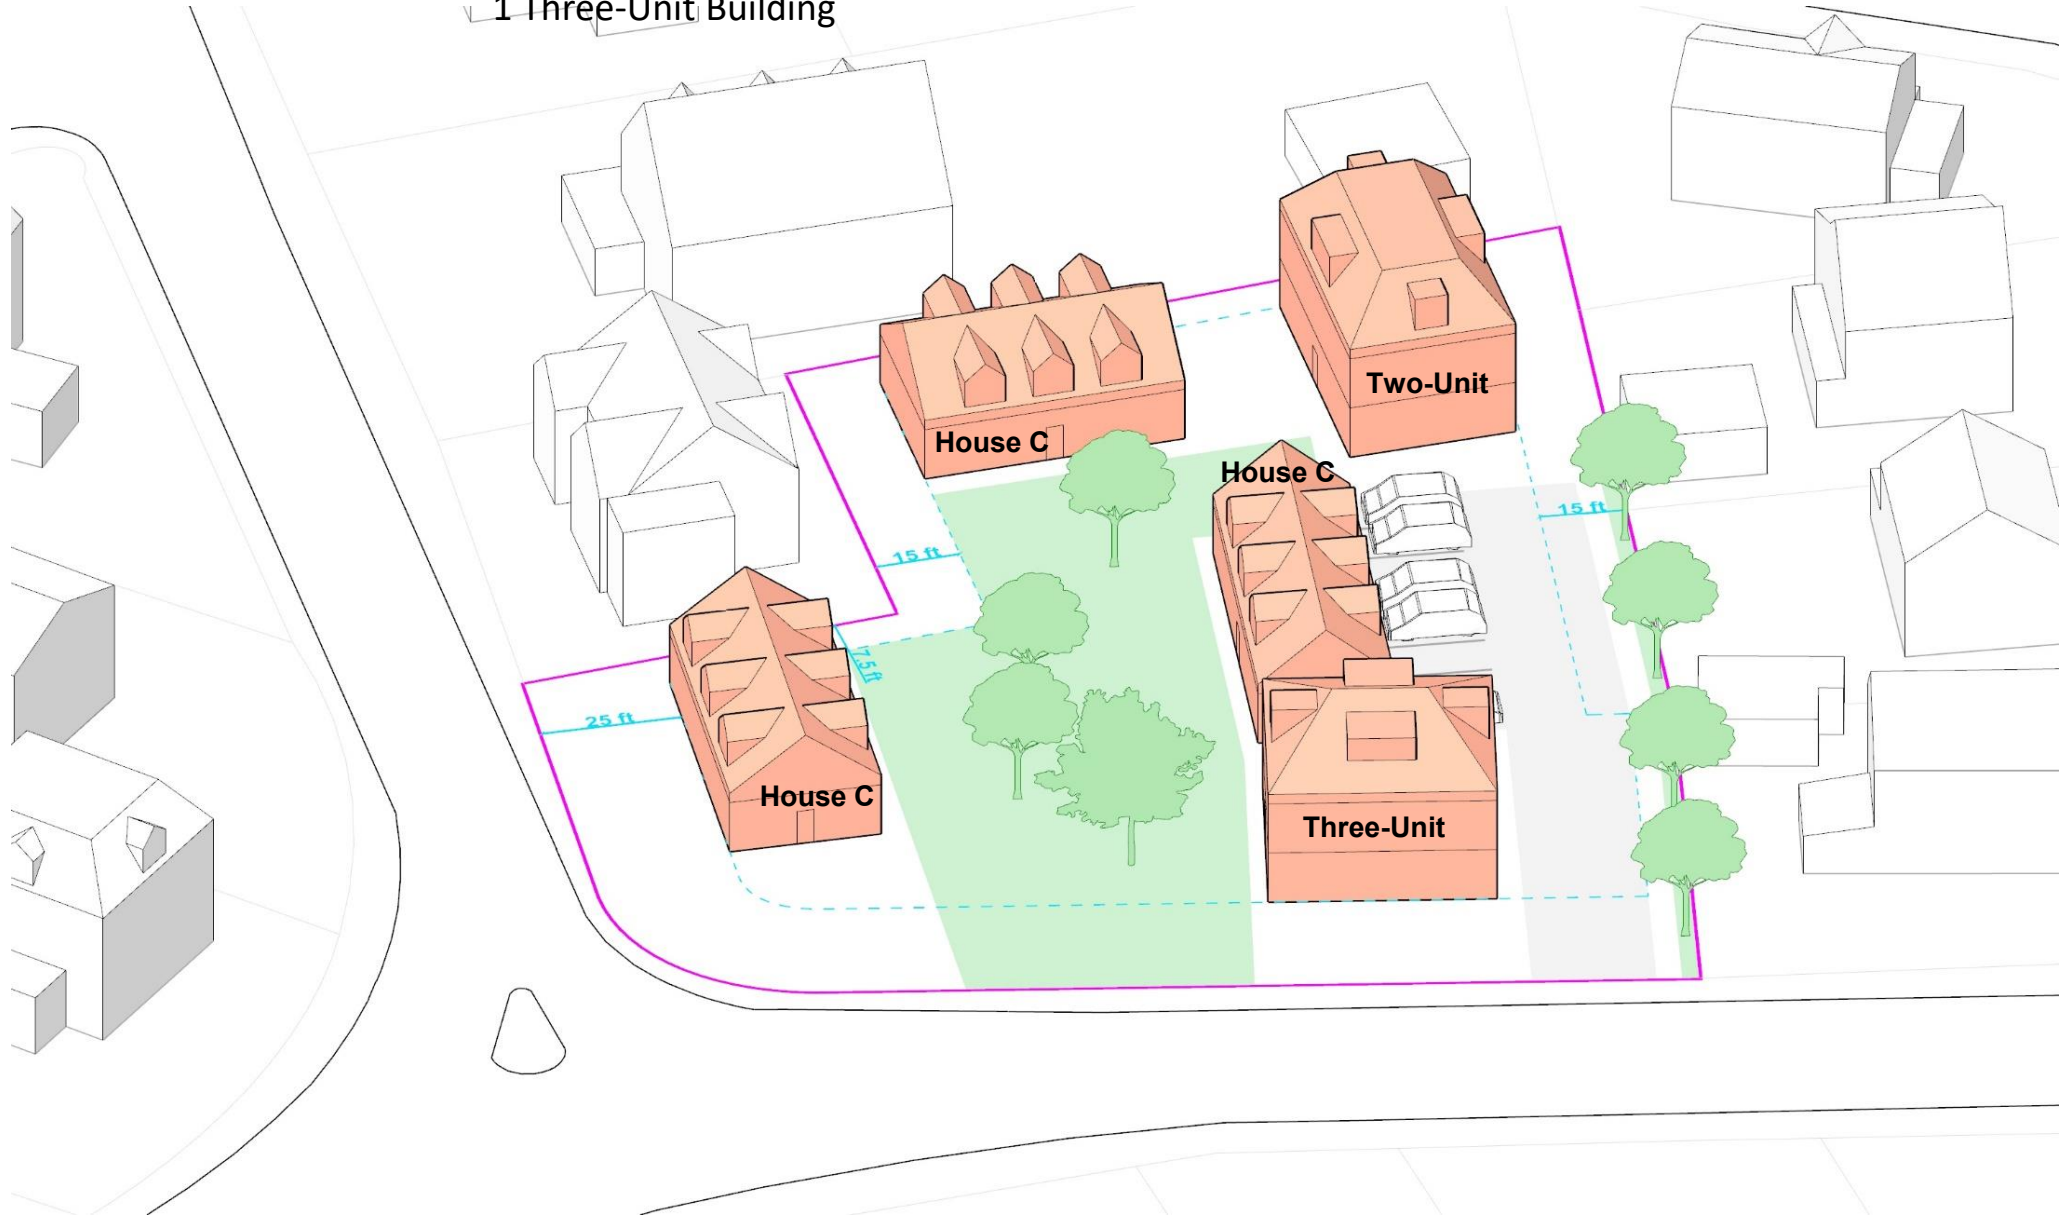 1 Three-Unit Building
Two-Unit
House C
House C
15 ft
15 ft
7.5 ft
25 ft
House C
Three-Unit